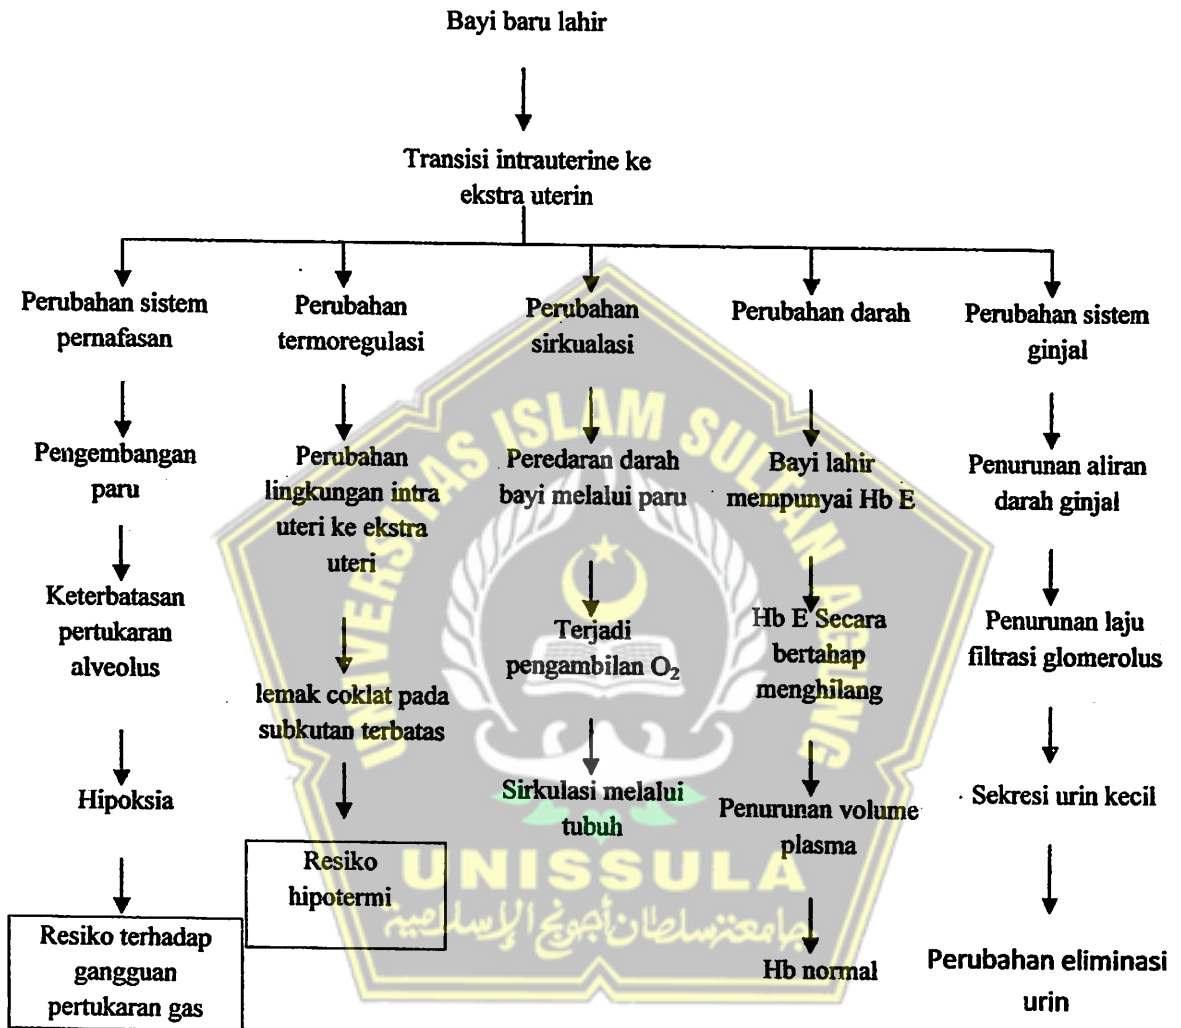 Bayi baru lahir
Transisi intrauterine ke
ekstra uterin
Perubahan sistem
pernafasan
Pengembangan
paru
Keterbatasan
pertukaran
alveolus
Hipoksia
Resiko terhadap
gangguan
pertukaran gas
Perubahan
termoregulasi
Perubahan
lingkungan intra
uteri ke ekstra
uteri
lemak coklat pada
subkutan terbatas
Resiko
hipotermi
Perubahan
sirkualasi
Peredaran darah
bayi melalui paru
Terjadi
pengambilan O₂
Sirkulasi melalui
tubuh
Perubahan darah
Bayi lahir
mempunyai Hb E
Hb E Secara
bertahap
menghilang
Penurunan volume
plasma
Hb normal
Perubahan sistem
ginjal
Penurunan aliran
darah ginjal
Penurunan laju
filtrasi glomerolus
Sekresi urin kecil
Perubahan eliminasi
urin
UNIVERSITAS ISLAM SULTAN AGUNG
UNISSULA
جامعة سلطان أجونج الإسلامية